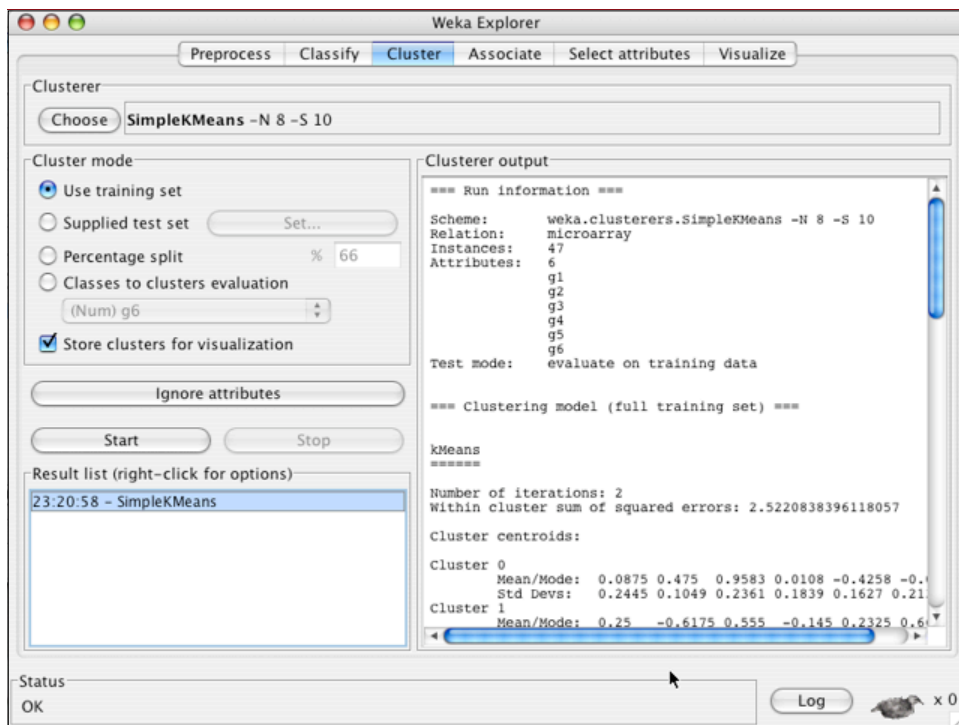 Weka Explorer
Preprocess Classify Cluster Associate Select attributes Visualize
Clusterer
Choose SimpleKMeans -N 8 -S 10
Cluster mode
Use training set
Supplied test set Set...
Percentage split % 66
Classes to clusters evaluation
(Num) g6
Store clusters for visualization
Ignore attributes
Start Stop
Result list (right-click for options)
23:20:58 - SimpleKMeans
Clusterer output
=== Run information ===
Scheme: weka.clusterers.SimpleKMeans -N 8 -S 10
Relation: microarray
Instances: 47
Attributes: 6
g1
g2
g3
g4
g5
g6
Test mode: evaluate on training data
=== Clustering model (full training set) ===
kMeans
======
Number of iterations: 2
Within cluster sum of squared errors: 2.5220838396118057
Cluster centroids:
Cluster 0
Mean/Mode: 0.0875 0.475 0.9583 0.0108 -0.4258
Std Devs: 0.2445 0.1049 0.2361 0.1839 0.1627
Cluster 1
Mean/Mode: 0.25 -0.6175 0.555 -0.145 0.2325
Status
OK
Log x 0